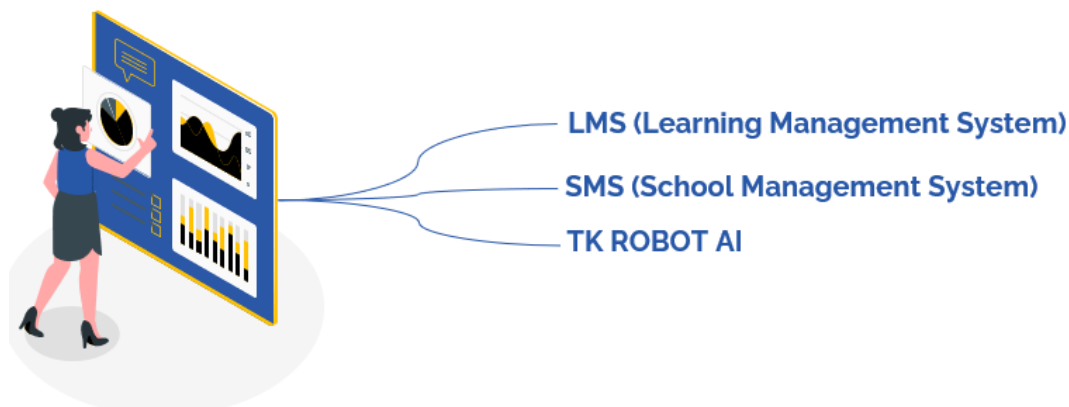 LMS (Learning Management System)
SMS (School Management System)
TK ROBOT AI